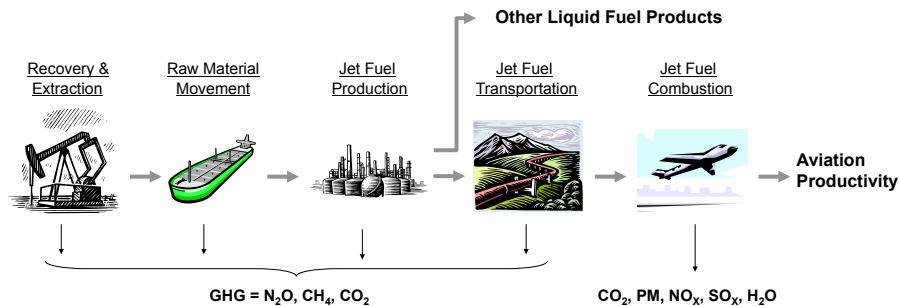 Other Liquid Fuel Products
Recovery &
Extraction
Raw Material
Movement
Jet Fuel
Production
Jet Fuel
Transportation
Jet Fuel
Combustion
Aviation
Productivity
GHG = N₂O, CH₄, CO₂
CO₂, PM, NOₓ, SOₓ, H₂O